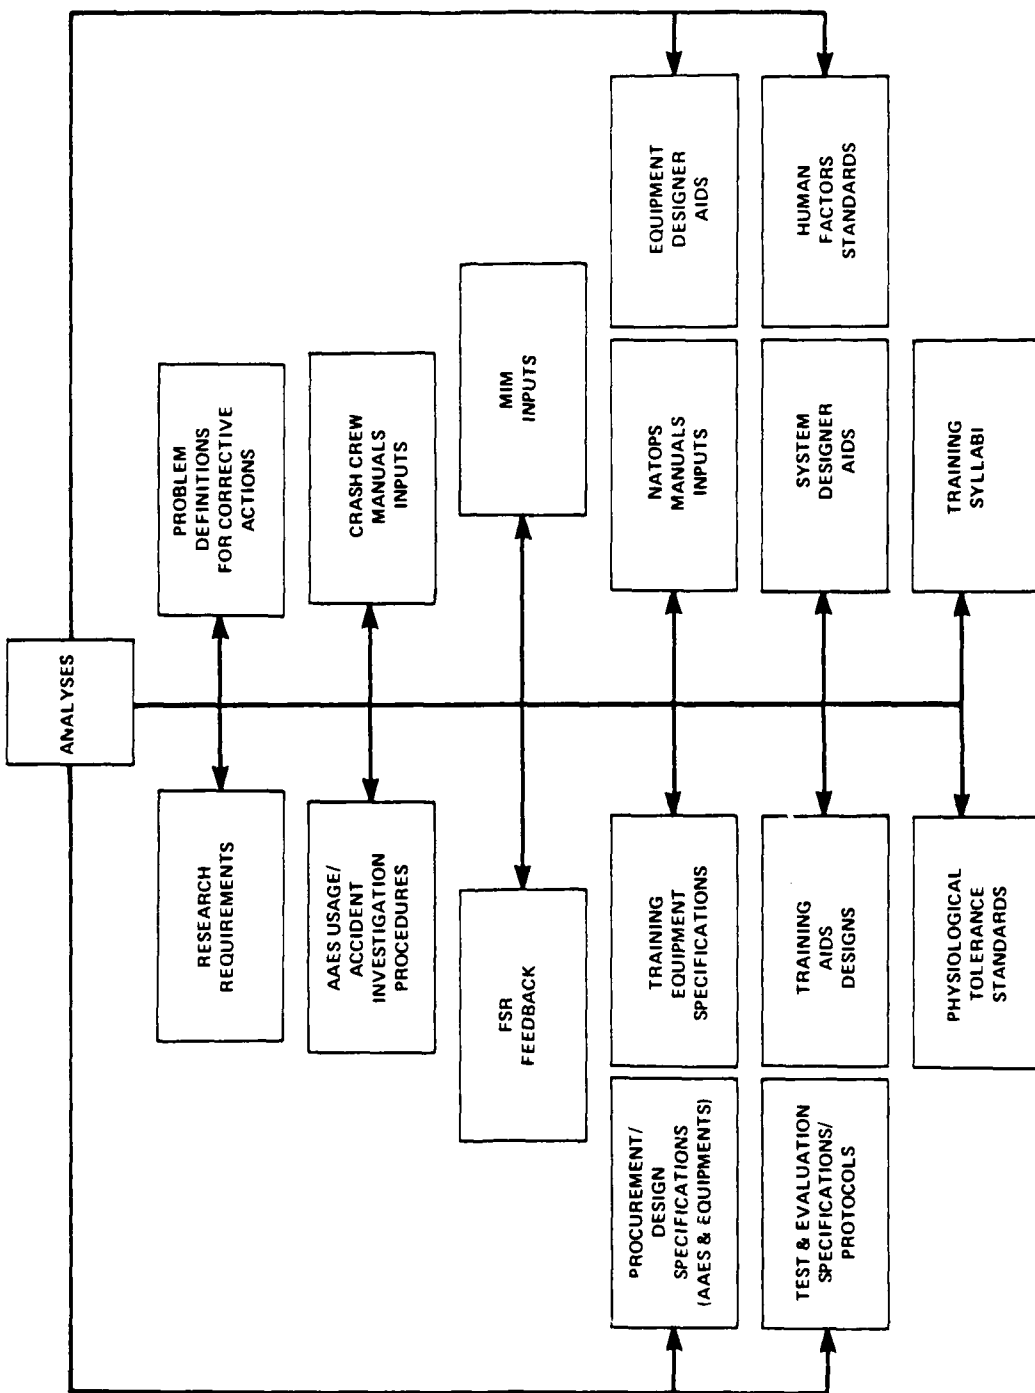 ANALYSES
RESEARCH
REQUIREMENTS
PROBLEM
DEFINITIONS
FOR CORRECTIVE
ACTIONS
AAES USAGE/
ACCIDENT
INVESTIGATION
PROCEDURES
CRASH CREW
MANUALS
INPUTS
FSR
FEEDBACK
MIM
INPUTS
PROCUREMENT/
DESIGN
SPECIFICATIONS
(AAES & EQUIPMENTS)
TRAINING
EQUIPMENT
SPECIFICATIONS
NATOPS
MANUALS
INPUTS
EQUIPMENT
DESIGNER
AIDS
TEST & EVALUATION
SPECIFICATIONS/
PROTOCOLS
TRAINING
AIDS
DESIGNS
SYSTEM
DESIGNER
AIDS
HUMAN
FACTORS
STANDARDS
PHYSIOLOGICAL
TOLERANCE
STANDARDS
TRAINING
SYLLABI